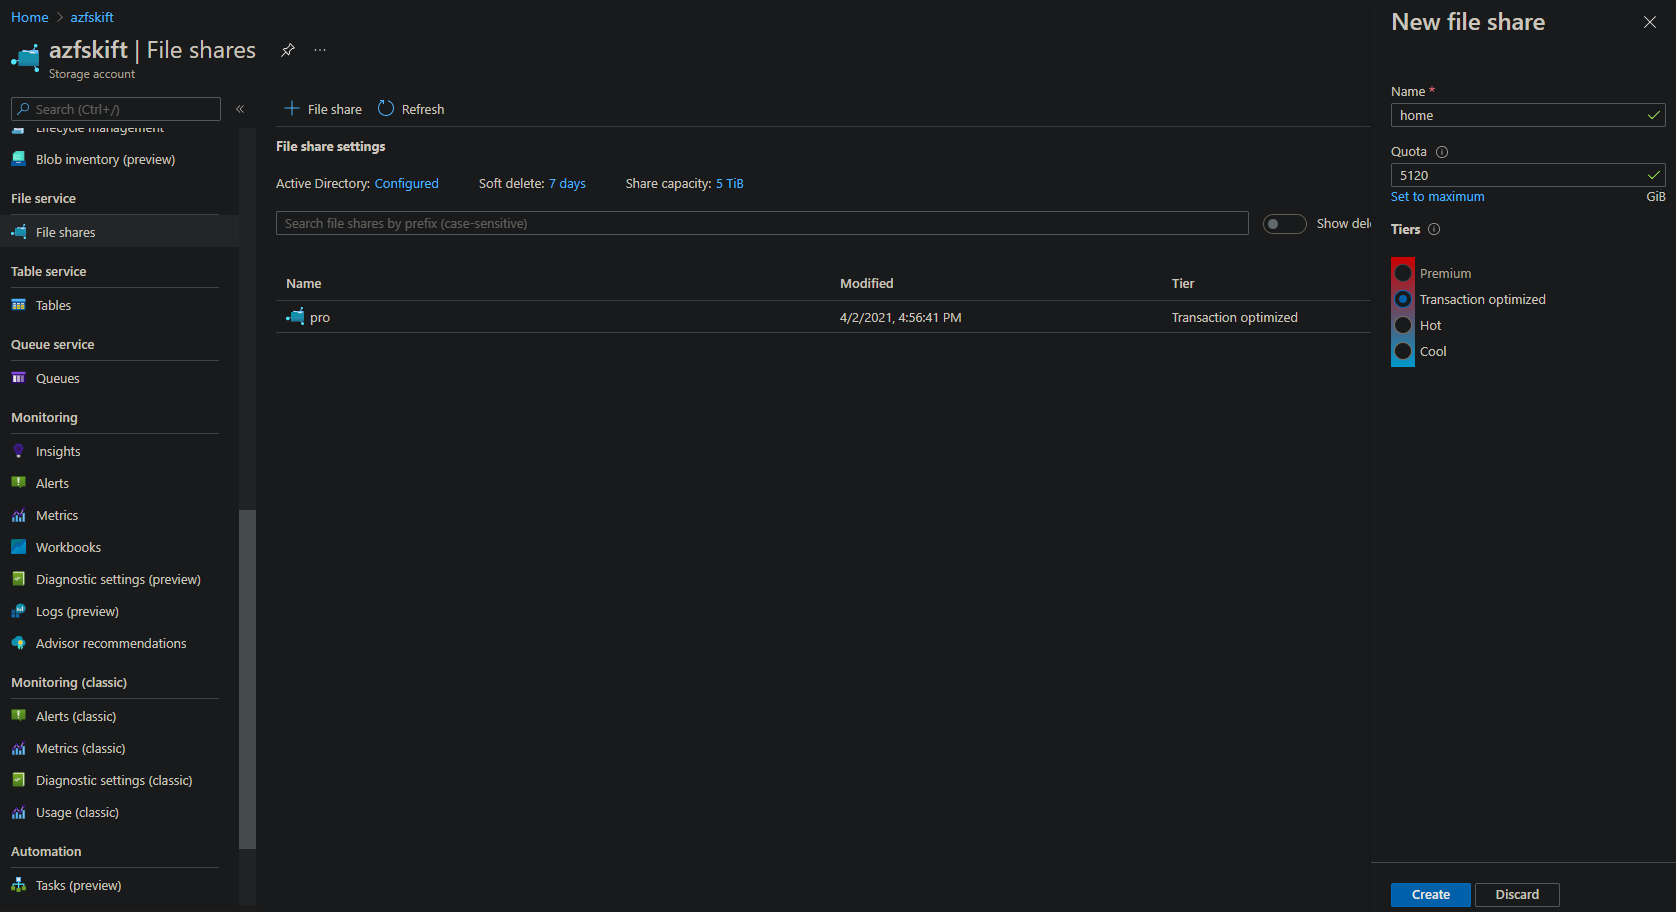 Home > azfskift
azfskift | File shares
Storage account
Search (Ctrl+/)
Lifecycle management
Blob inventory (preview)
File service
File shares
Table service
Tables
Queue service
Queues
Monitoring
Insights
Alerts
Metrics
Workbooks
Diagnostic settings (preview)
Logs (preview)
Advisor recommendations
Monitoring (classic)
Alerts (classic)
Metrics (classic)
Diagnostic settings (classic)
Usage (classic)
Automation
Tasks (preview)
File share Refresh
File share settings
Active Directory: Configured Soft delete: 7 days Share capacity: 5 TiB
Search file shares by prefix (case-sensitive) Show dele
Name Modified Tier
pro 4/2/2021, 4:56:41 PM Transaction optimized
New file share
Name *
home
Quota
5120
Set to maximum GiB
Tiers
Premium
Transaction optimized
Hot
Cool
Create Discard